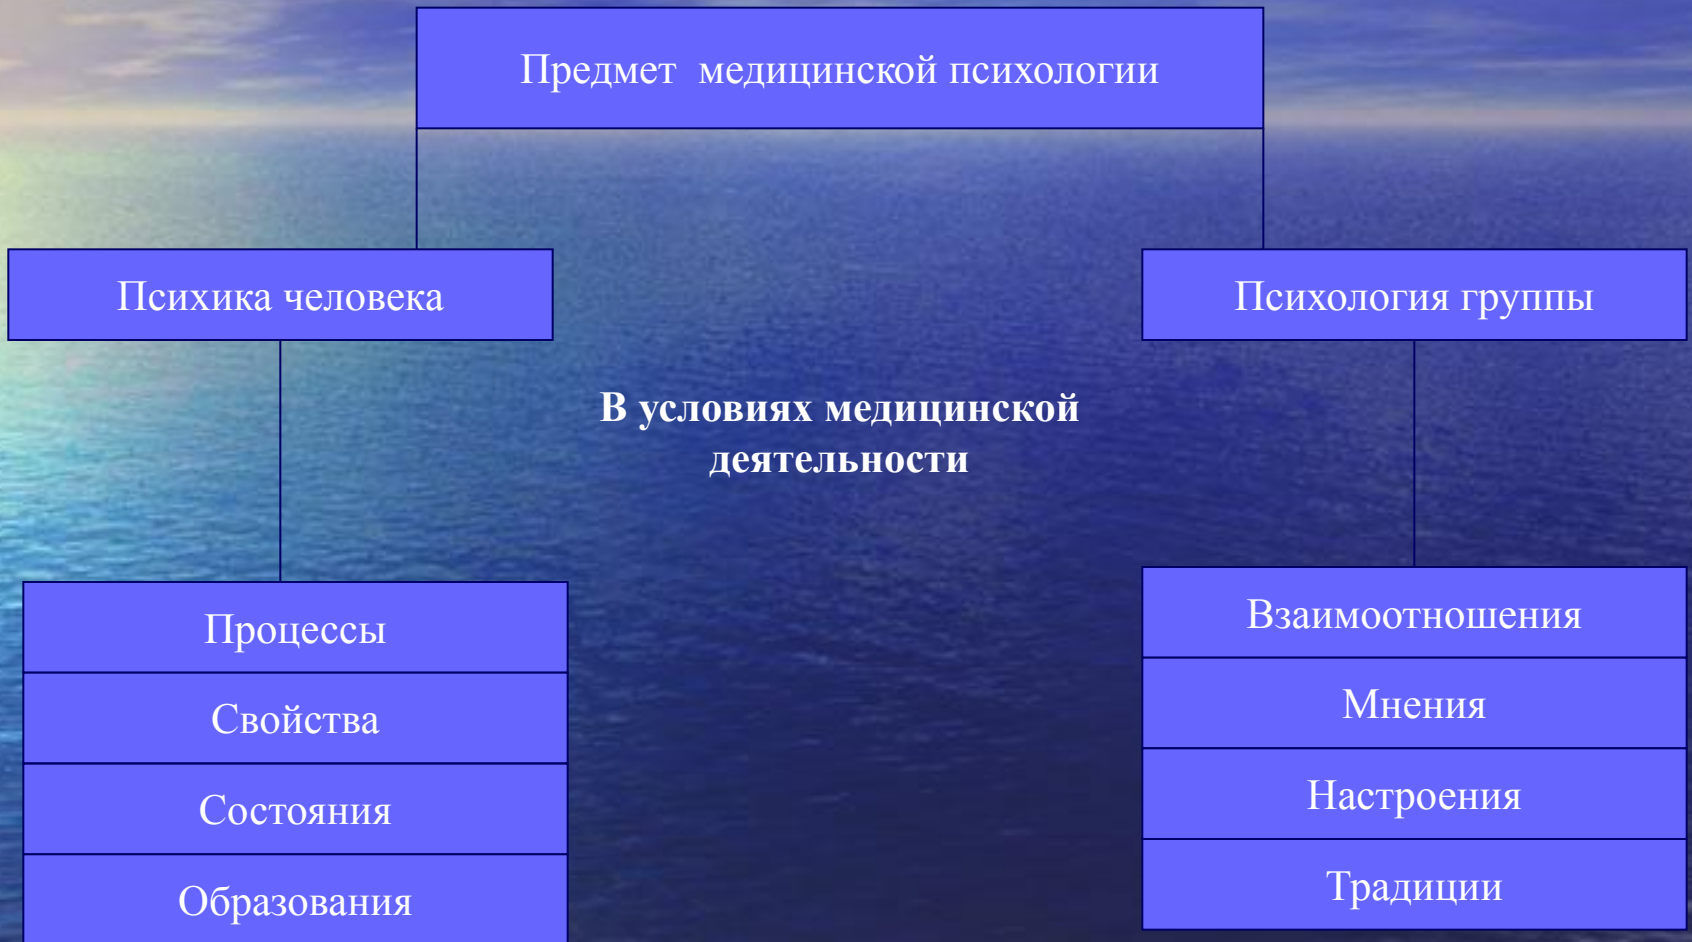 Предмет медицинской психологии
Психика человека
Психология группы
В условиях медицинской
деятельности
Процессы
Свойства
Состояния
Образования
Взаимоотношения
Мнения
Настроения
Традиции